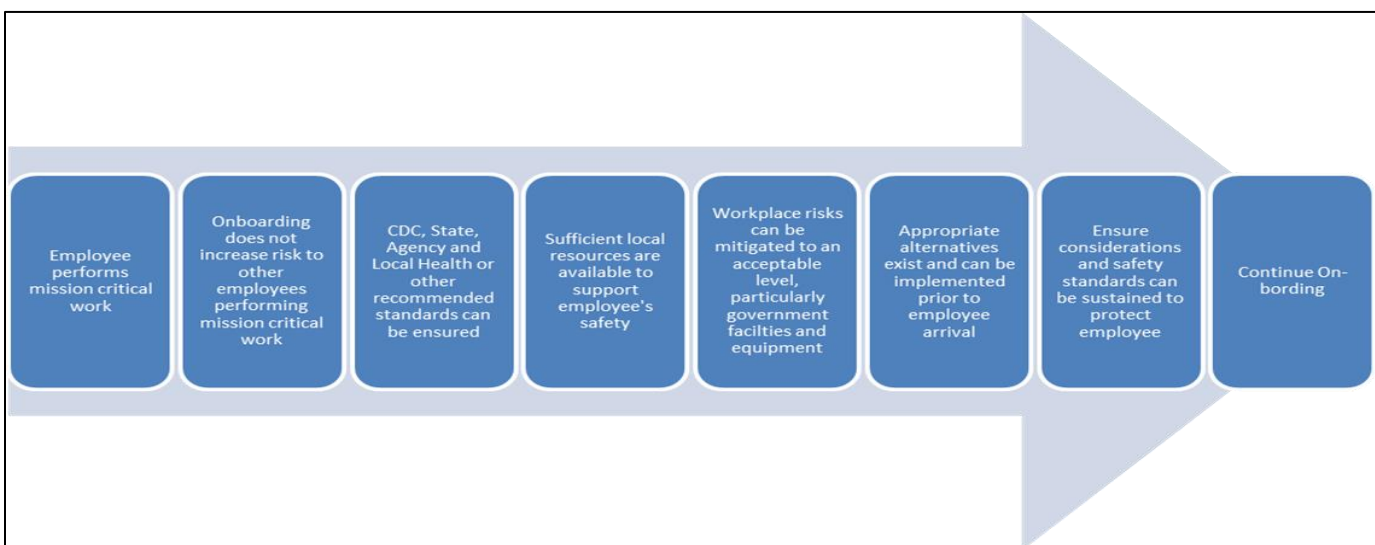 Employee
performs
mission critical
work
Onboarding
does not
increase risk to
other
employees
performing
mission critical
work
CDC, State,
Agency and
Local Health or
other
recommended
standards can
be ensured
Sufficient local
resources are
available to
support
employee's
safety
Workplace risks
can be
mitigated to an
acceptable
level,
particularly
government
facilties and
equipment
Appropriate
alternatives
exist and can be
implemented
prior to
employee
arrival
Ensure
considerations
and safety
standards can
be sustained to
protect
employee
Continue On-
bording